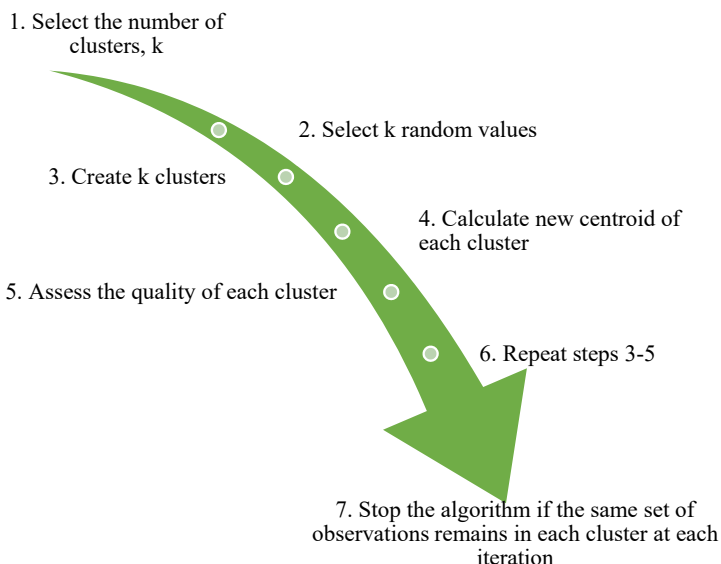 1. Select the number of
clusters, k
2. Select k random values
3. Create k clusters
4. Calculate new centroid of
each cluster
5. Assess the quality of each cluster
6. Repeat steps 3-5
7. Stop the algorithm if the same set of
observations remains in each cluster at each
iteration